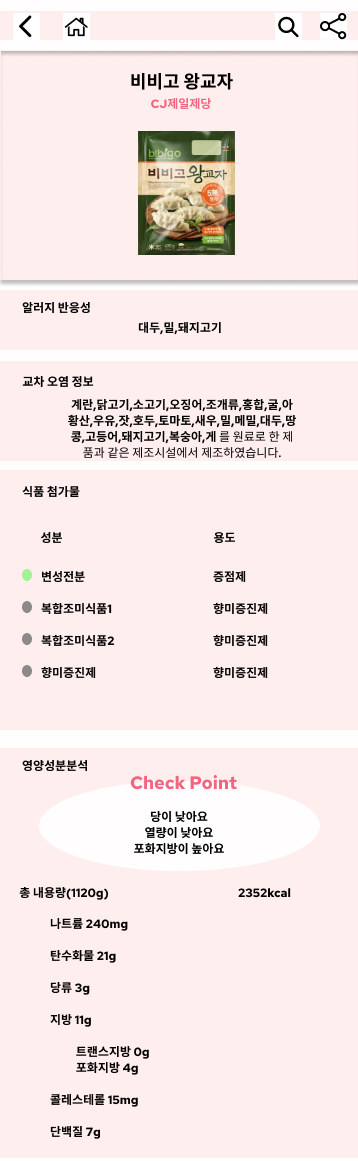 비비고 왕교자
CJ제일제당
bibigo
비비고 왕교자
알러지 반응성
대두,밀,돼지고기
교차 오염 정보
계란,닭고기,소고기,오징어,조개류,홍합,굴,아
황산,우유,잣,호두,토마토,새우,밀,메밀,대두,땅
콩,고등어,돼지고기,복숭아,게 를 원료로 한 제
품과 같은 제조시설에서 제조하였습니다.
식품 첨가물
성분 용도
변성전분 증점제
복합조미식품1 향미증진제
복합조미식품2 향미증진제
향미증진제 향미증진제
영양성분분석
Check Point
당이 낮아요
열량이 낮아요
포화지방이 높아요
총 내용량(1120g) 2352kcal
나트륨 240mg
탄수화물 21g
당류 3g
지방 11g
트랜스지방 0g
포화지방 4g
콜레스테롤 15mg
단백질 7g